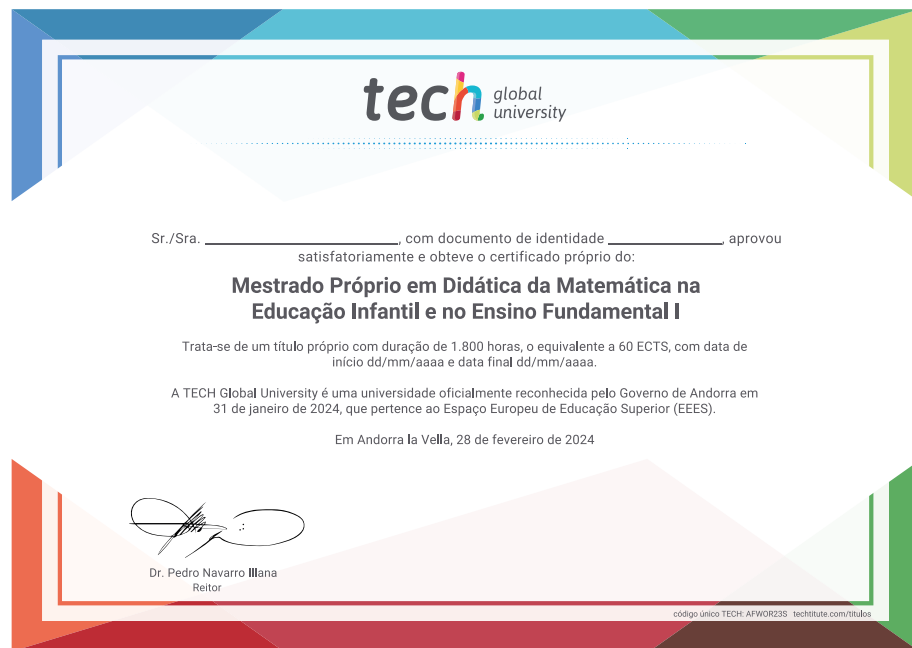 tech global university
Sr./Sra. ____________________, com documento de identidade ____________, aprovou
satisfatoriamente e obteve o certificado próprio do:
Mestrado Próprio em Didática da Matemática na
Educação Infantil e no Ensino Fundamental I
Trata-se de um título próprio com duração de 1.800 horas, o equivalente a 60 ECTS, com data de
início dd/mm/aaaa e data final dd/mm/aaaa.
A TECH Global University é uma universidade oficialmente reconhecida pelo Governo de Andorra em
31 de janeiro de 2024, que pertence ao Espaço Europeu de Educação Superior (EEES).
Em Andorra la Vella, 28 de fevereiro de 2024
Dr. Pedro Navarro Illana
Reitor
código único TECH: AFWOR23S techtitute.com/titulos